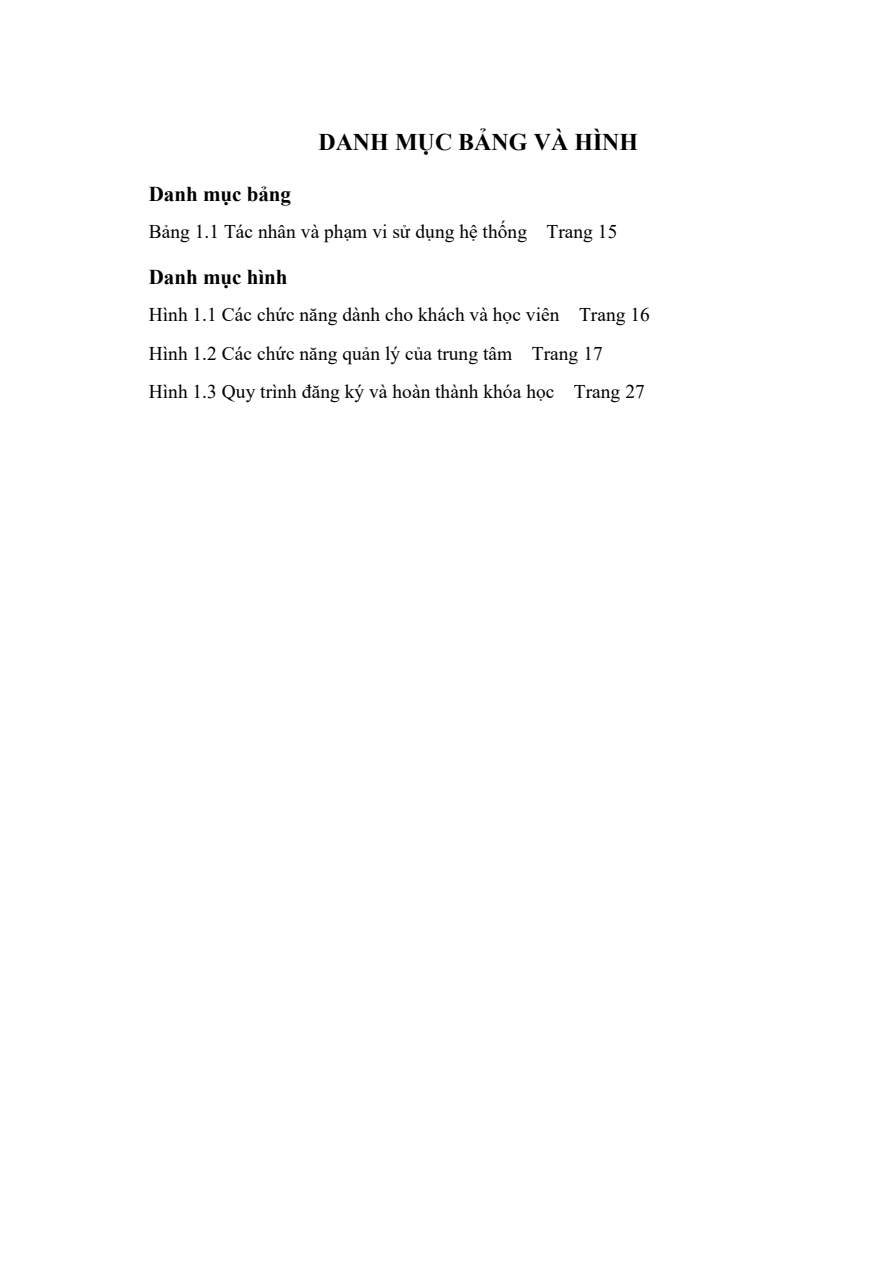 DANH MỤC BẢNG VÀ HÌNH
Danh mục bảng
Bảng 1.1 Tác nhân và phạm vi sử dụng hệ thống Trang 15
Danh mục hình
Hình 1.1 Các chức năng dành cho khách và học viên Trang 16
Hình 1.2 Các chức năng quản lý của trung tâm Trang 17
Hình 1.3 Quy trình đăng ký và hoàn thành khóa học Trang 27